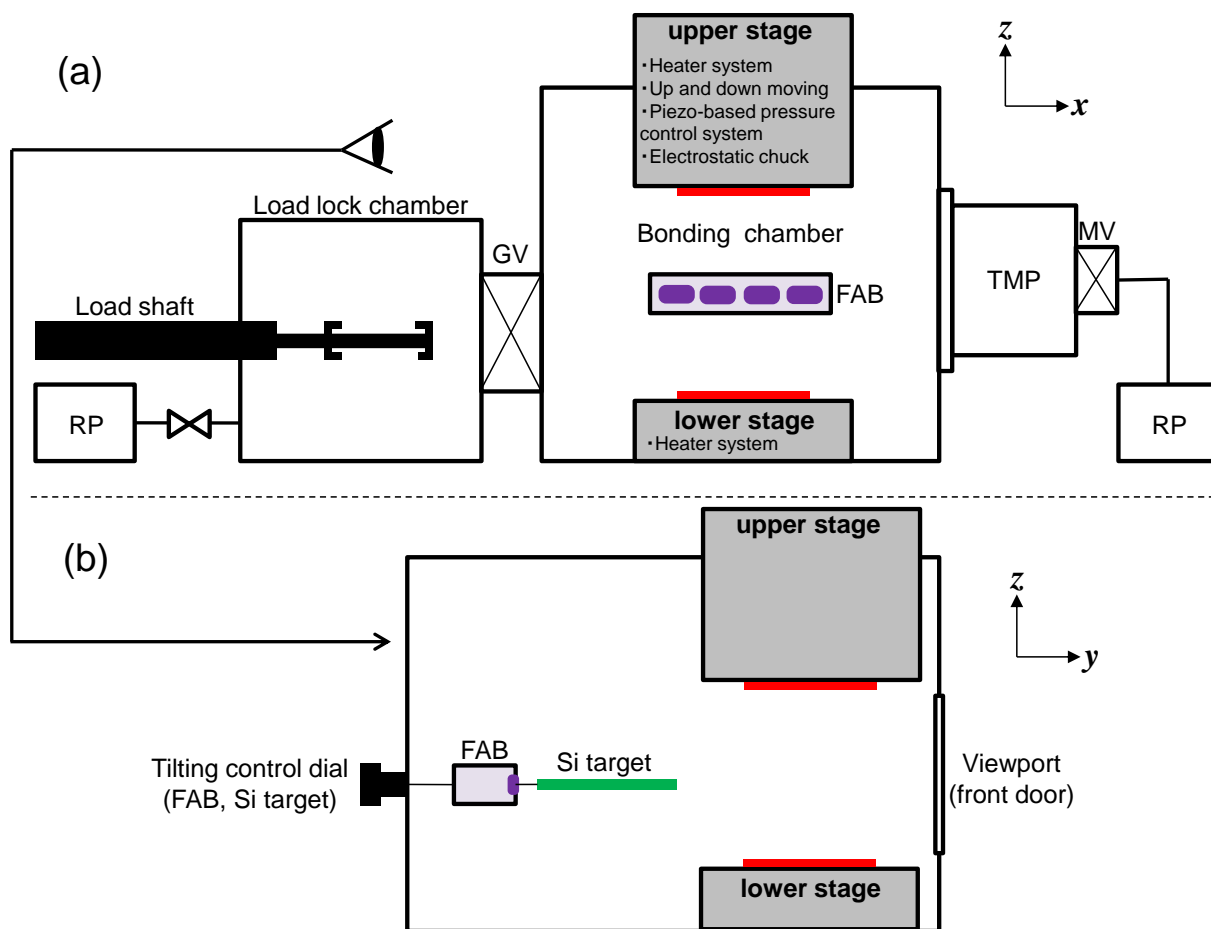 (a)
upper stage
・Heater system
・Up and down moving
・Piezo-based pressure
control system
・Electrostatic chuck
z
x
Load lock chamber
GV
Bonding chamber
MV
TMP
FAB
Load shaft
RP
lower stage
・Heater system
RP
(b)
upper stage
z
y
FAB
Si target
Tilting control dial
(FAB, Si target)
Viewport
(front door)
lower stage